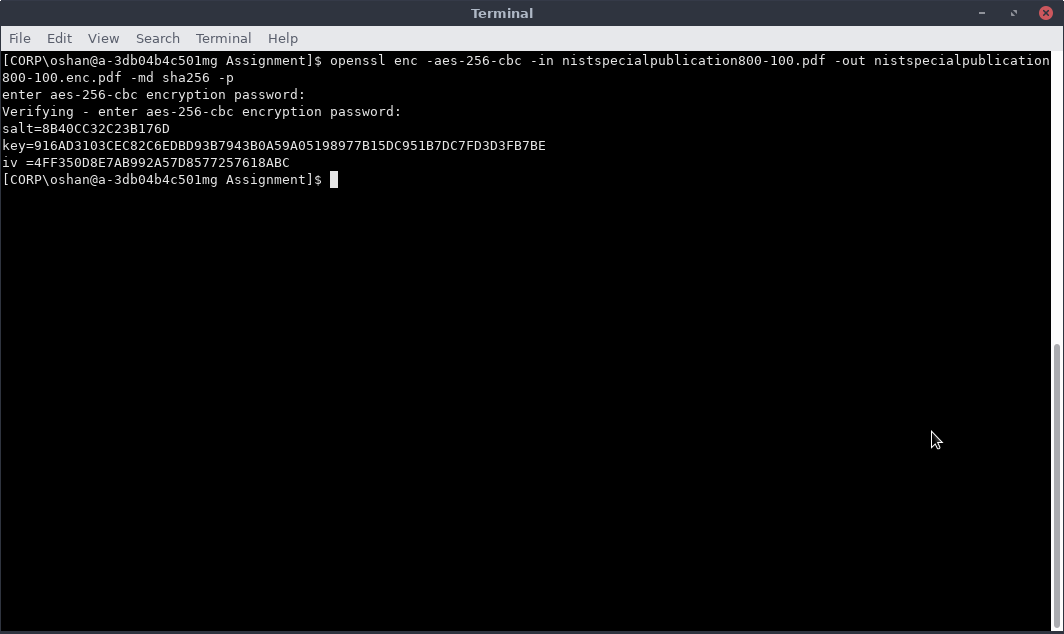 Terminal
File Edit View Search Terminal Help
[CORP\oshan@a-3db04b4c501mg Assignment]$ openssl enc -aes-256-cbc -in nistspecialpublication800-100.pdf -out nistspecialpublication
800-100.enc.pdf -md sha256 -p
enter aes-256-cbc encryption password:
Verifying - enter aes-256-cbc encryption password:
salt=8B40CC32C23B176D
key=916AD3103CEC82C6EDBD93B7943B0A59A05198977B15DC951B7DC7FD3D3FB7BE
iv =4FF350D8E7AB992A57D8577257618ABC
[CORP\oshan@a-3db04b4c501mg Assignment]$